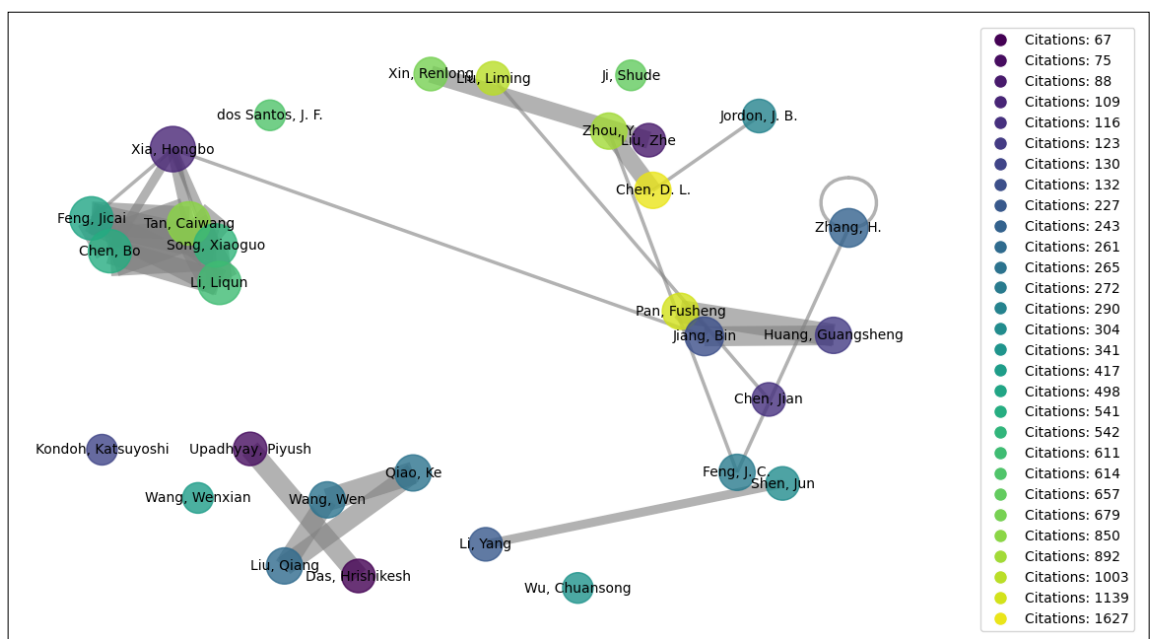 Xin, Renlong
Liu, Liming
Ji, Shude
dos Santos, J. F.
Jordon, J. B.
Zhou, Y.
Liu, Zhe
Xia, Hongbo
Chen, D. L.
Feng, Jicai
Tan, Caiwang
Zhang, H.
Song, Xiaoguo
Chen, Bo
Li, Liqun
Pan, Fusheng
Jiang, Bin
Huang, Guangsheng
Chen, Jian
Kondoh, Katsuyoshi
Upadhyay, Piyush
Qiao, Ke
Feng, J. C.
Shen, Jun
Wang, Wenxian
Wang, Wen
Li, Yang
Liu, Qiang
Das, Hrishikesh
Wu, Chuansong
Citations: 67
Citations: 75
Citations: 88
Citations: 109
Citations: 116
Citations: 123
Citations: 130
Citations: 132
Citations: 227
Citations: 243
Citations: 261
Citations: 265
Citations: 272
Citations: 290
Citations: 304
Citations: 341
Citations: 417
Citations: 498
Citations: 541
Citations: 542
Citations: 611
Citations: 614
Citations: 657
Citations: 679
Citations: 850
Citations: 892
Citations: 1003
Citations: 1139
Citations: 1627